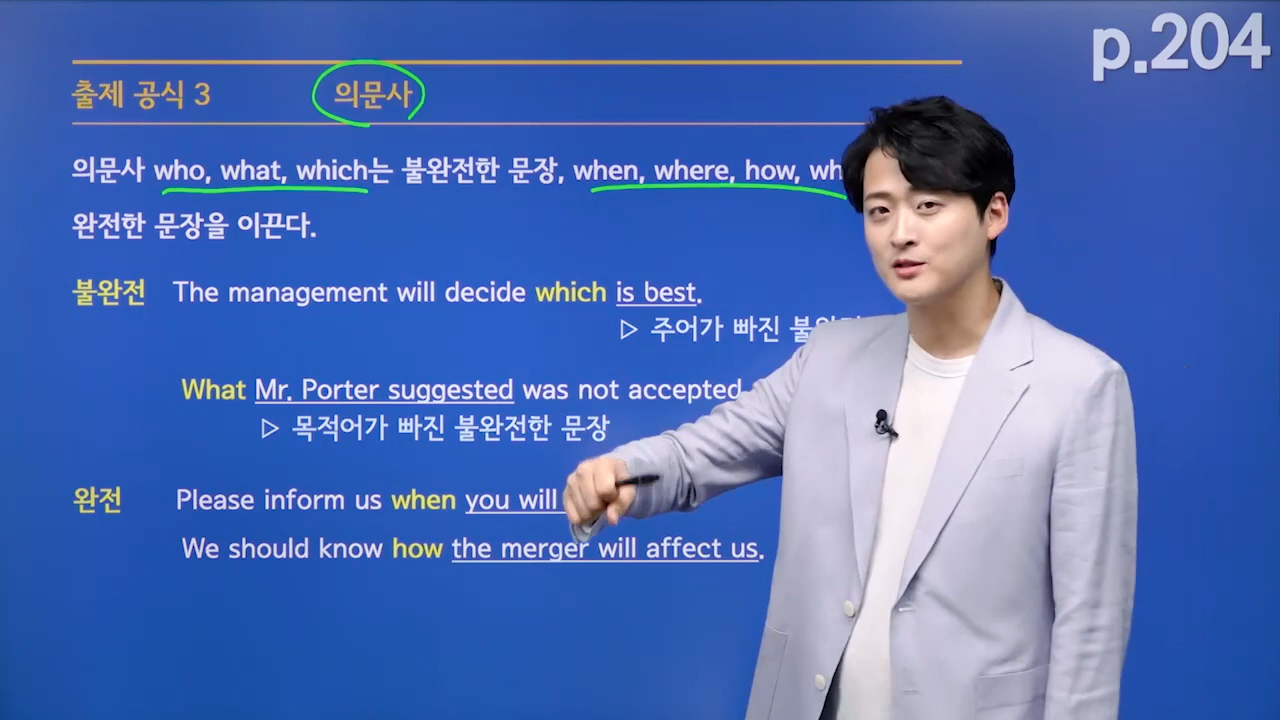 p.204
출제 공식 3 의문사
의문사 who, what, which는 불완전한 문장, when, where, how,
완전한 문장을 이끈다.
불완전 The management will decide which is best.
▷ 주어가 빠진
What Mr. Porter suggested was not accepted
▷ 목적어가 빠진 불완전한 문장
완전 Please inform us when you will
We should know how the merger will affect us.